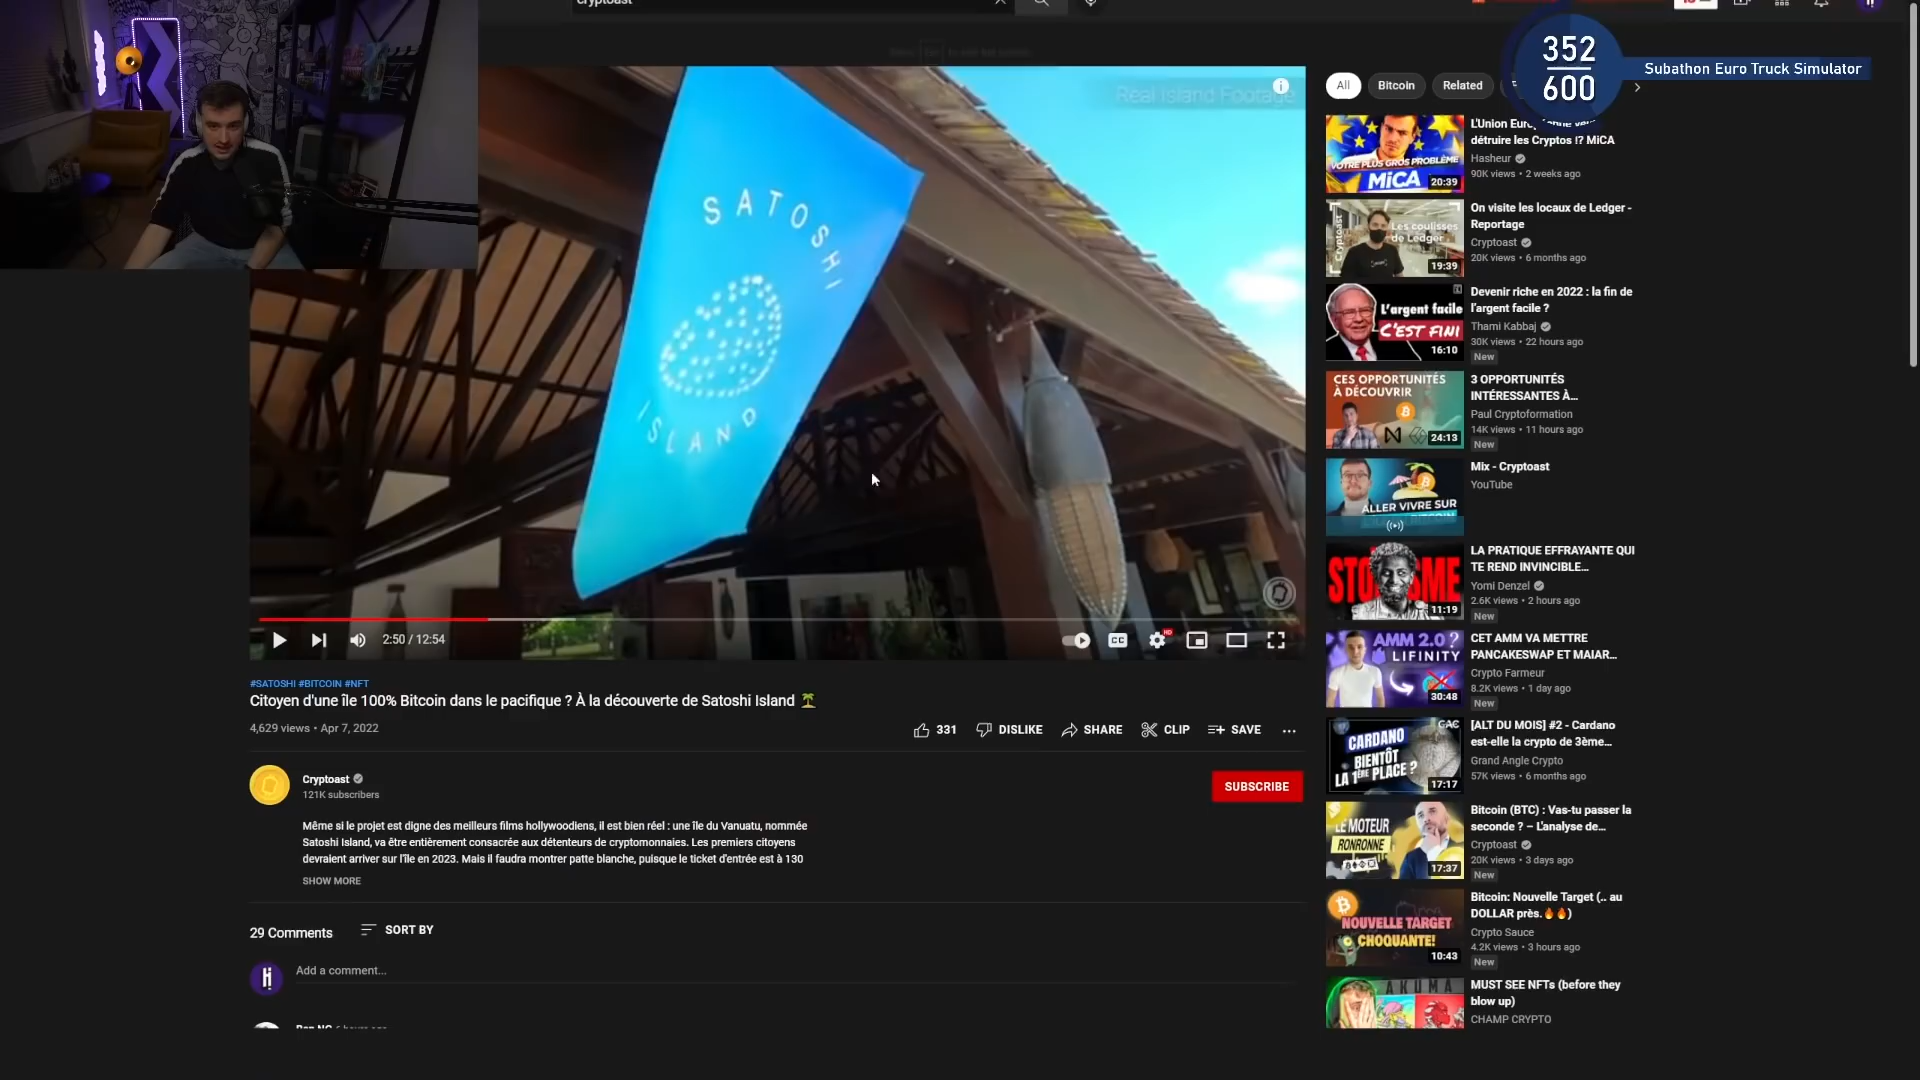 cryptoast
352
600
Subathon Euro Truck Simulator
Real Island Footage
SATOSHI
ISLAND
2:50 / 12:54
CC
HD
#SATOSHI #BITCOIN #NFT
Citoyen d'une île 100% Bitcoin dans le pacifique ? À la découverte de Satoshi Island 🏝️
4,629 views • Apr 7, 2022
331
DISLIKE
SHARE
CLIP
SAVE
Cryptoast
121K subscribers
SUBSCRIBE
Même si le projet est digne des meilleurs films hollywoodiens, il est bien réel : une île du Vanuatu, nommée
Satoshi Island, va être entièrement consacrée aux détenteurs de cryptomonnaies. Les premiers citoyens
devraient arriver sur l'île en 2023. Mais il faudra montrer patte blanche, puisque le ticket d'entrée est à 130
SHOW MORE
29 Comments
SORT BY
Add a comment...
All
Bitcoin
Related
VOTRE PLUS GROS PROBLÈME
MiCA
20:39
L'Union Européenne veut
détruire les Cryptos !? MiCA
Hasheur
90K views • 2 weeks ago
Cryptoast
Les coulisses
de Ledger
19:39
On visite les locaux de Ledger -
Reportage
Cryptoast
20K views • 6 months ago
L'argent facile
C'EST FINI
16:10
Devenir riche en 2022 : la fin de
l'argent facile ?
Thami Kabbaj
30K views • 22 hours ago
New
CES OPPORTUNITÉS
À DÉCOUVRIR
24:13
3 OPPORTUNITÉS
INTÉRESSANTES À...
Paul Cryptoformation
14K views • 11 hours ago
New
ALLER VIVRE SUR
Mix - Cryptoast
YouTube
11:19
LA PRATIQUE EFFRAYANTE QUI
TE REND INVINCIBLE...
Yomi Denzel
2.6K views • 2 hours ago
New
AMM 2.0 ?
LIFINITY
30:48
CET AMM VA METTRE
PANCAKESWAP ET MAIAR...
Crypto Farmeur
8.2K views • 1 day ago
New
GAC
CARDANO
BIENTÔT
LA 1ÈRE PLACE ?
17:17
[ALT DU MOIS] #2 - Cardano
est-elle la crypto de 3ème...
Grand Angle Crypto
57K views • 6 months ago
LE MOTEUR
RONRONNE
17:37
Bitcoin (BTC) : Vas-tu passer la
seconde ? – L'analyse de...
Cryptoast
20K views • 3 days ago
New
NOUVELLE TARGET
CHOQUANTE!
10:43
Bitcoin: Nouvelle Target (.. au
DOLLAR près.🔥🔥)
Crypto Sauce
4.2K views • 3 hours ago
New
AKUMA
MUST SEE NFTs (before they
blow up)
CHAMP CRYPTO